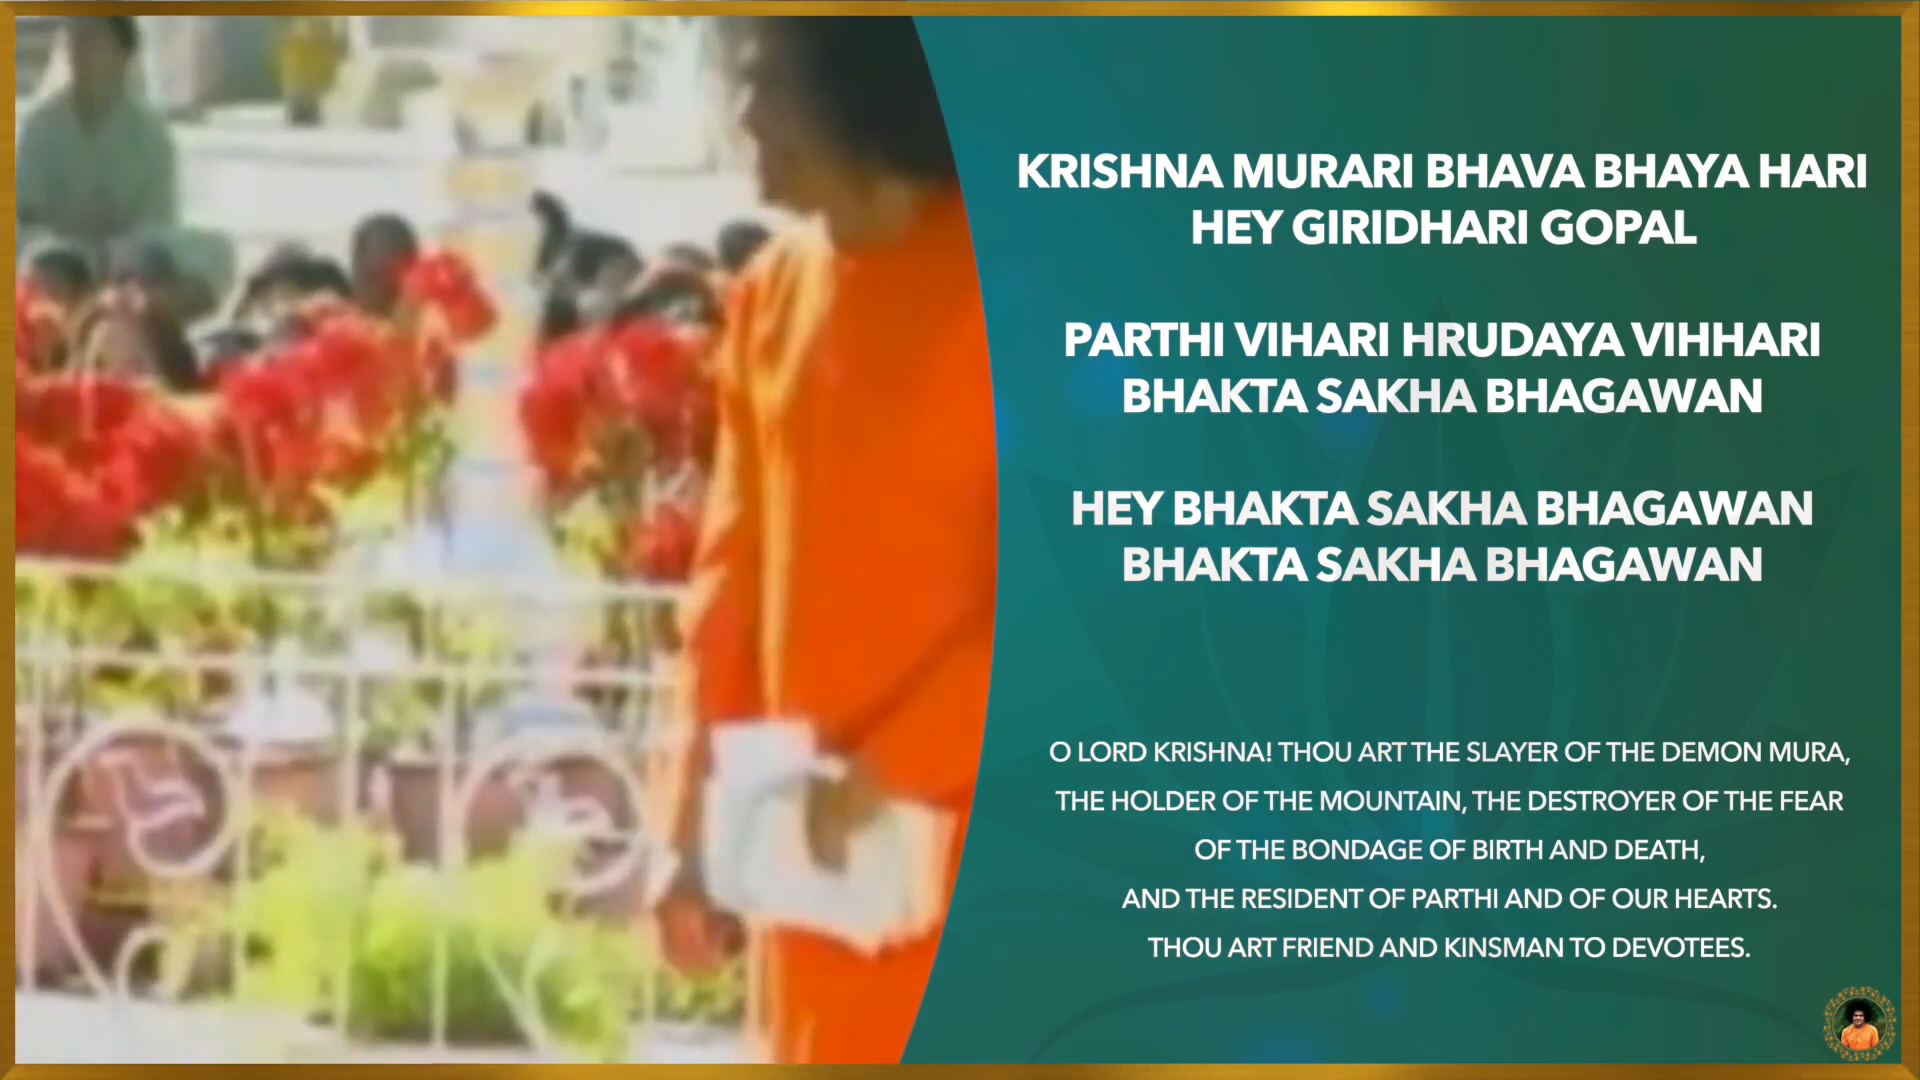 KRISHNA MURARI BHAVA BHAYA HARI
HEY GIRIDHARI GOPAL
PARTHI VIHARI HRUDAYA VIHHARI
BHAKTA SAKHA BHAGAWAN
HEY BHAKTA SAKHA BHAGAWAN
BHAKTA SAKHA BHAGAWAN
O LORD KRISHNA! THOU ART THE SLAYER OF THE DEMON MURA,
THE HOLDER OF THE MOUNTAIN, THE DESTROYER OF THE FEAR
OF THE BONDAGE OF BIRTH AND DEATH,
AND THE RESIDENT OF PARTHI AND OF OUR HEARTS.
THOU ART FRIEND AND KINSMAN TO DEVOTEES.